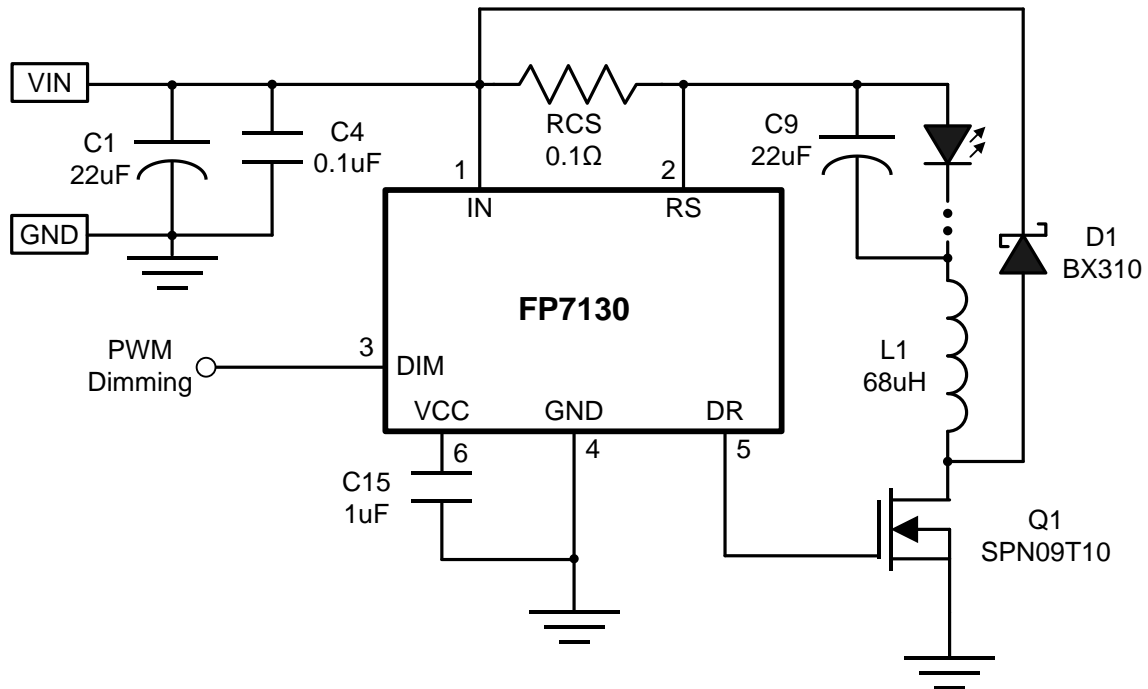 VIN
C1
22uF
C4
0.1uF
GND
RCS
0.1Ω
C9
22uF
1
2
IN
RS
D1
BX310
FP7130
PWM
Dimming
3
DIM
L1
68uH
VCC
GND
DR
6
4
5
C15
1uF
Q1
SPN09T10